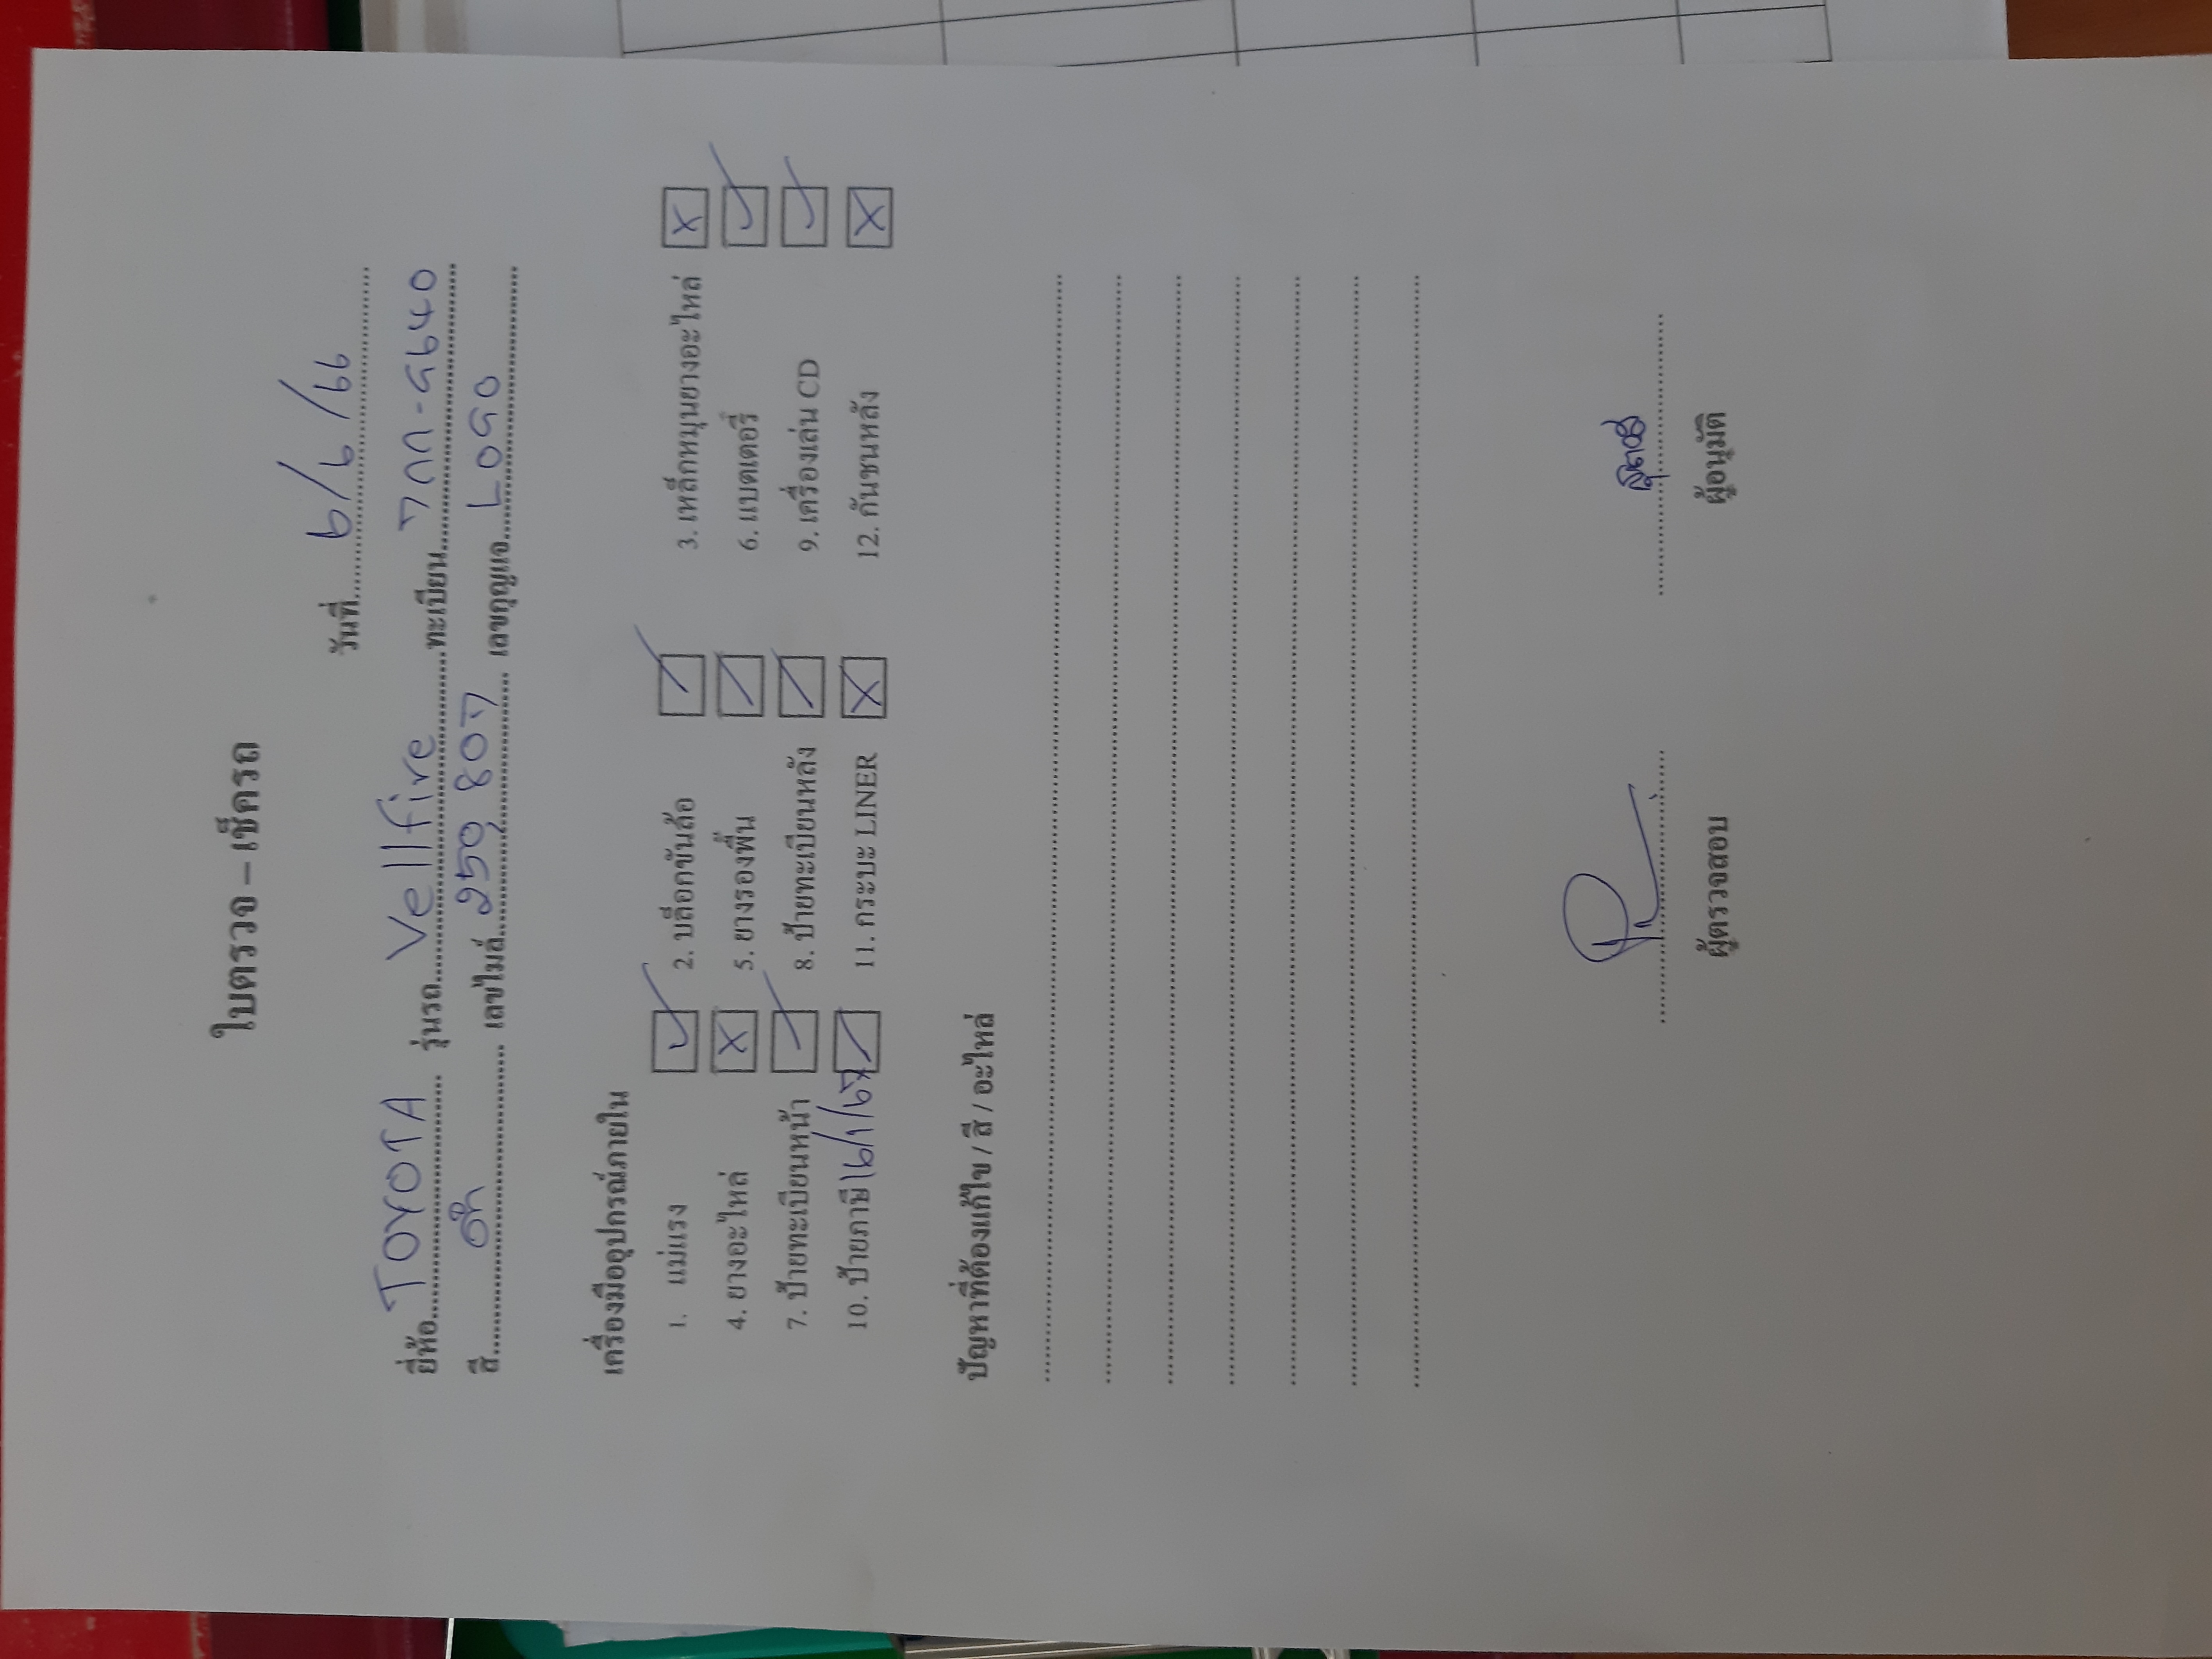 ใบตรวจ – เช็ครถ
วันที่ 6/6/66
ยี่ห้อ TOYOTA รุ่นรถ Vellfire ทะเบียน 7กก-9640
สี ดำ เลขไมล์ 259 807 เลขกุญแจ L090
เครื่องมืออุปกรณ์ภายใน
1. แม่แรง ✓ 2. บล็อกขันล้อ ✓ 3. เหล็กหมุนยางอะไหล่ X
4. ยางอะไหล่ X 5. ยางรองพื้น ✓ 6. แบตเตอรี่ ✓
7. ป้ายทะเบียนหน้า ✓ 8. ป้ายทะเบียนหลัง ✓ 9. เครื่องเล่น CD ✓
10. ป้ายภาษี 16/1/67 ✓ 11. กระบะ LINER X 12. กันชนหลัง X
ปัญหาที่ต้องแก้ไข / สี / อะไหล่
ผู้ตรวจสอบ ผู้อนุมัติ